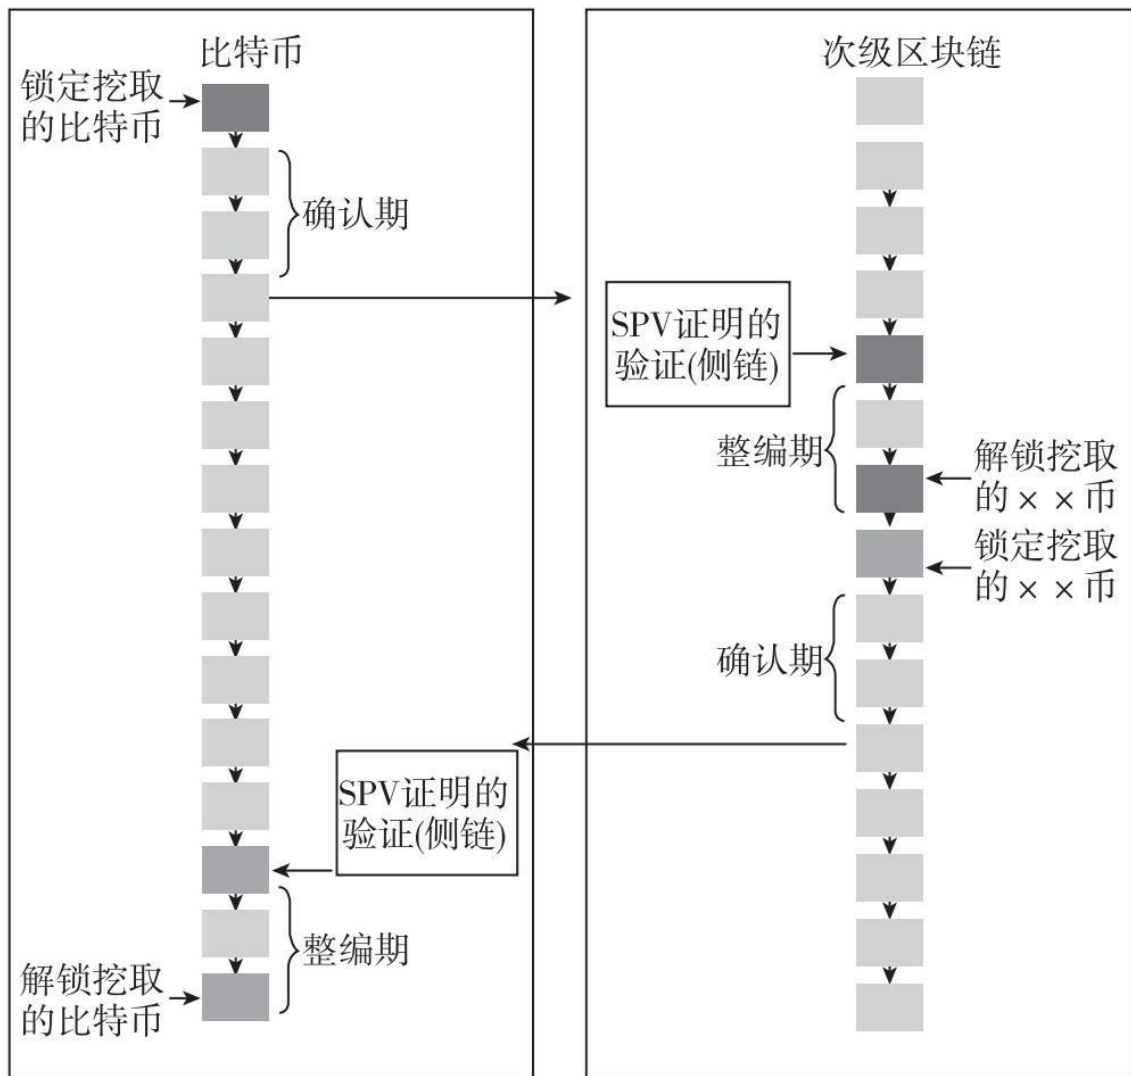 比特币
锁定挖取
的比特币
确认期
SPV证明的
验证(侧链)
整编期
解锁挖取
的比特币
次级区块链
SPV证明的
验证(侧链)
整编期
解锁挖取
的××币
锁定挖取
的××币
确认期